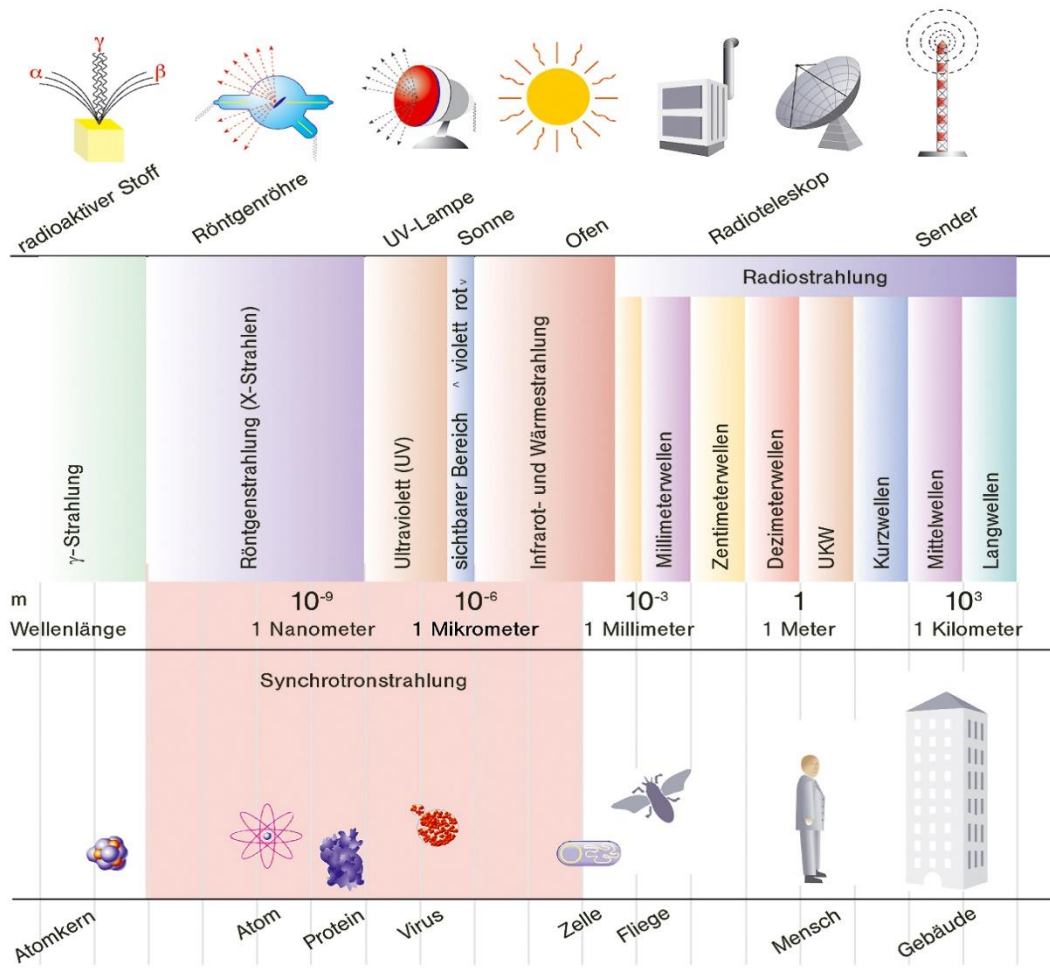 γ
α
β
radioaktiver Stoff
Röntgenröhre
UV-Lampe
Sonne
Ofen
Radioteleskop
Sender
Radiostrahlung
γ-Strahlung
Röntgenstrahlung (X-Strahlen)
Ultraviolett (UV)
sichtbarer Bereich
< violett rot >
Infrarot- und Wärmestrahlung
Millimeterwellen
Zentimeterwellen
Dezimeterwellen
UKW
Kurzwellen
Mittelwellen
Langwellen
m 10⁻⁹ 10⁻⁶ 10⁻³ 1 10³
Wellenlänge 1 Nanometer 1 Mikrometer 1 Millimeter 1 Meter 1 Kilometer
Synchrotronstrahlung
Atomkern
Atom
Protein
Virus
Zelle
Fliege
Mensch
Gebäude